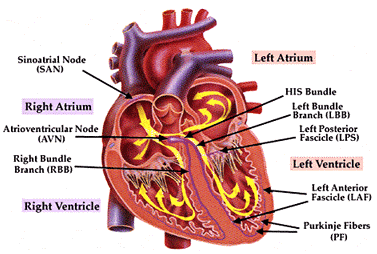 Left Atrium
Sinoatrial Node
(SAN)
HIS Bundle
Right Atrium
Left Bundle
Branch (LBB)
Atrioventricular Node
(AVN)
Left Posterior
Fascicle (LPS)
Right Bundle
Branch (RBB)
Left Ventricle
Left Anterior
Fascicle (LAF)
Right Ventricle
Purkinje Fibers
(PF)